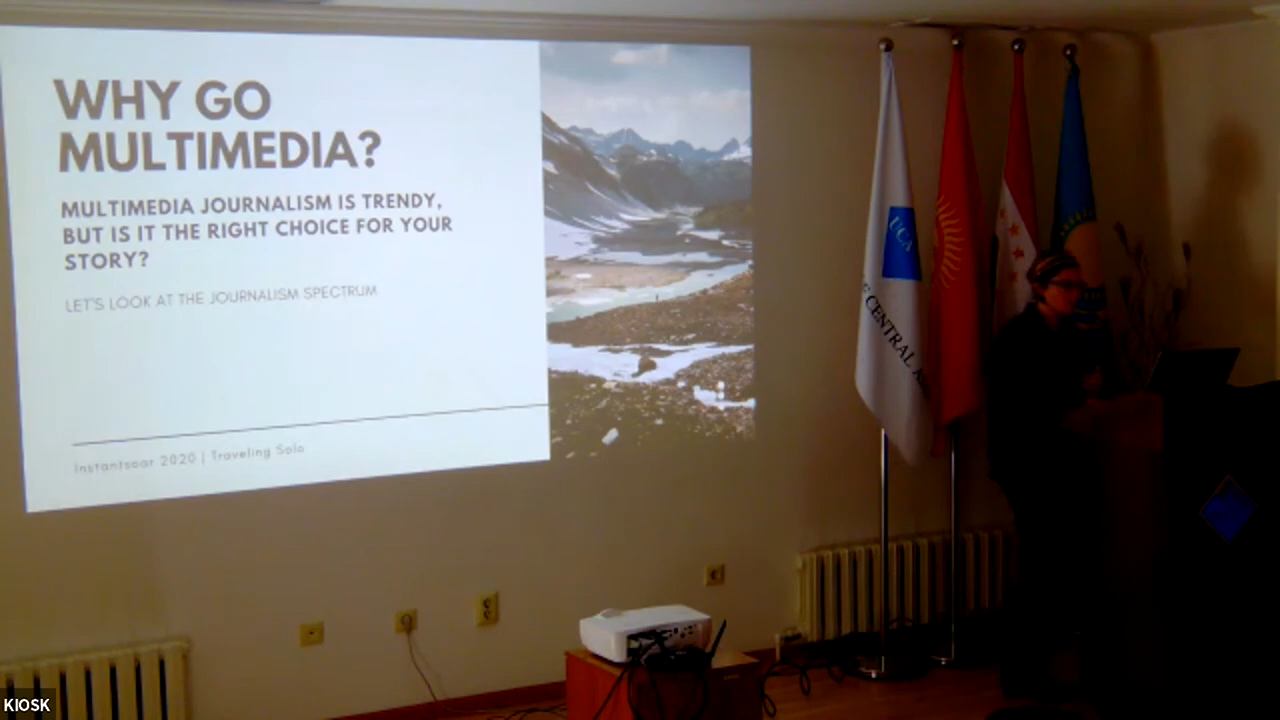 WHY GO
MULTIMEDIA?
MULTIMEDIA JOURNALISM IS TRENDY,
BUT IS IT THE RIGHT CHOICE FOR YOUR
STORY?
LET'S LOOK AT THE JOURNALISM SPECTRUM
Instantsoar 2020 | Traveling Solo
UCA
CENTRAL
KIOSK